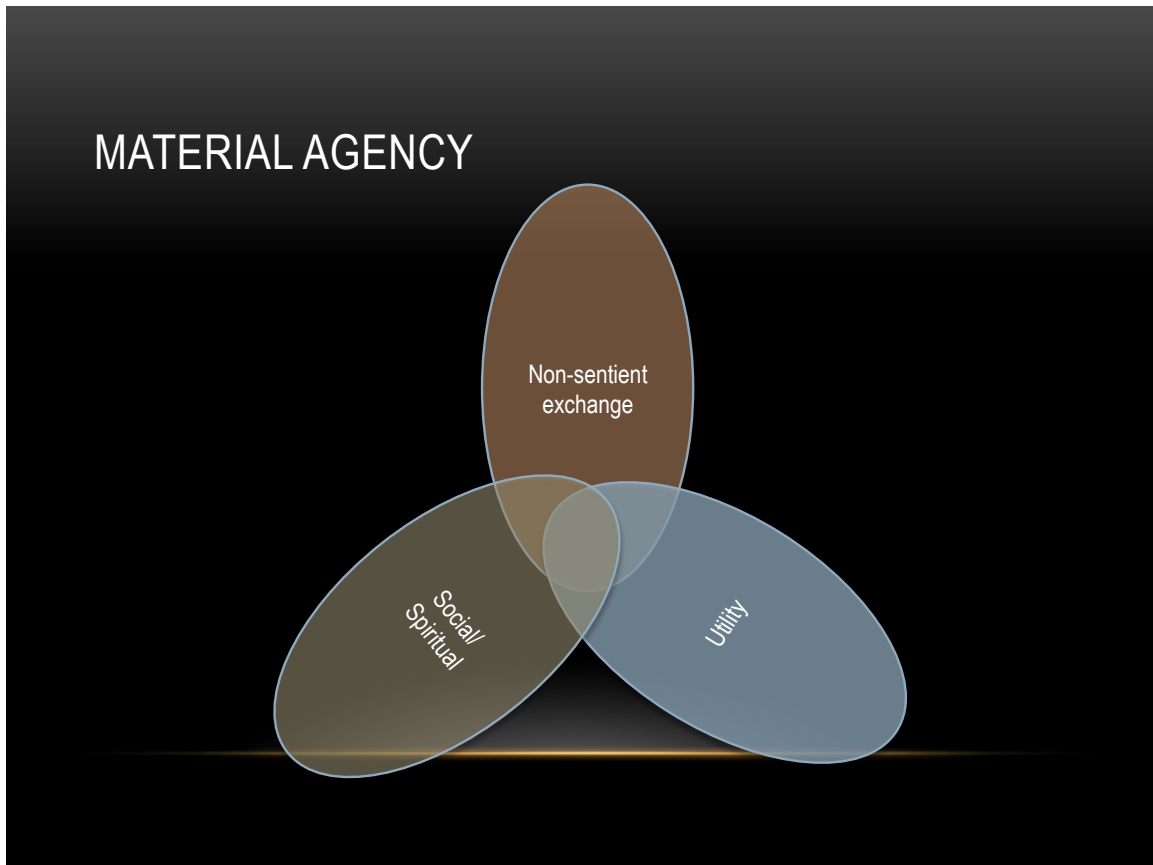 MATERIAL AGENCY
Non-sentient
exchange
Social/
Spiritual
Utility